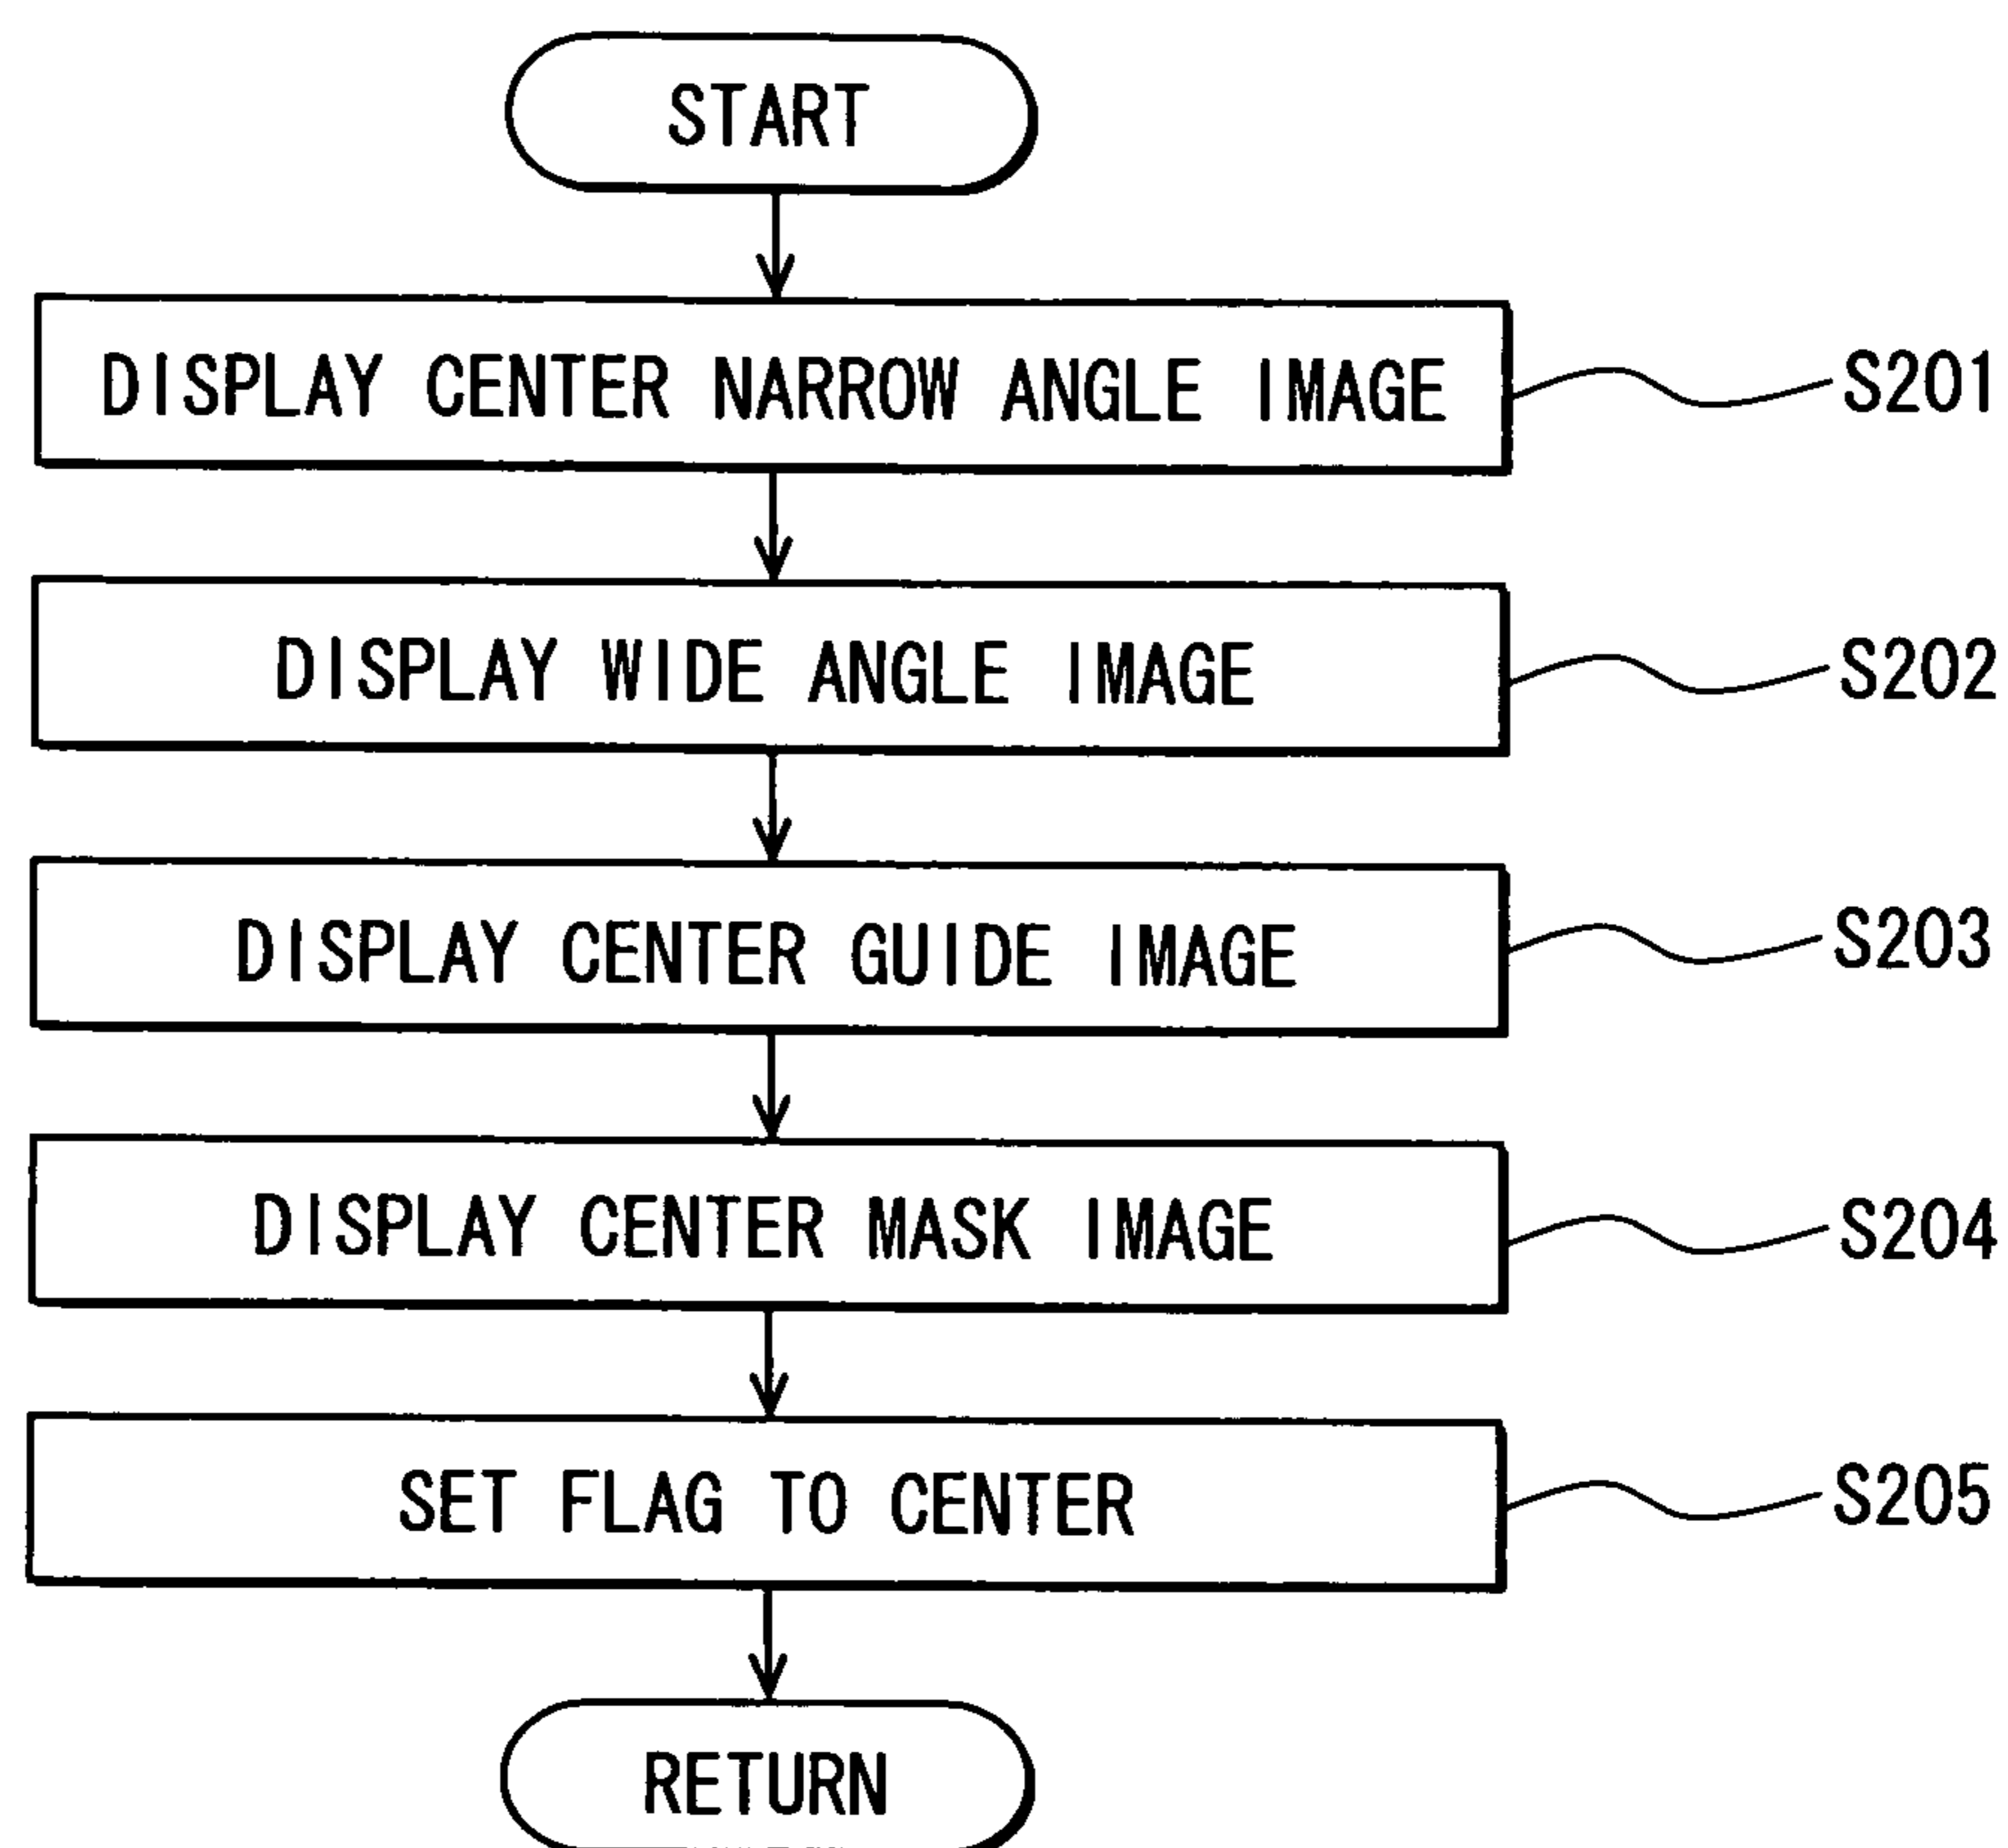 START
DISPLAY CENTER NARROW ANGLE IMAGE
S201
DISPLAY WIDE ANGLE IMAGE
S202
DISPLAY CENTER GUIDE IMAGE
S203
DISPLAY CENTER MASK IMAGE
S204
SET FLAG TO CENTER
S205
RETURN